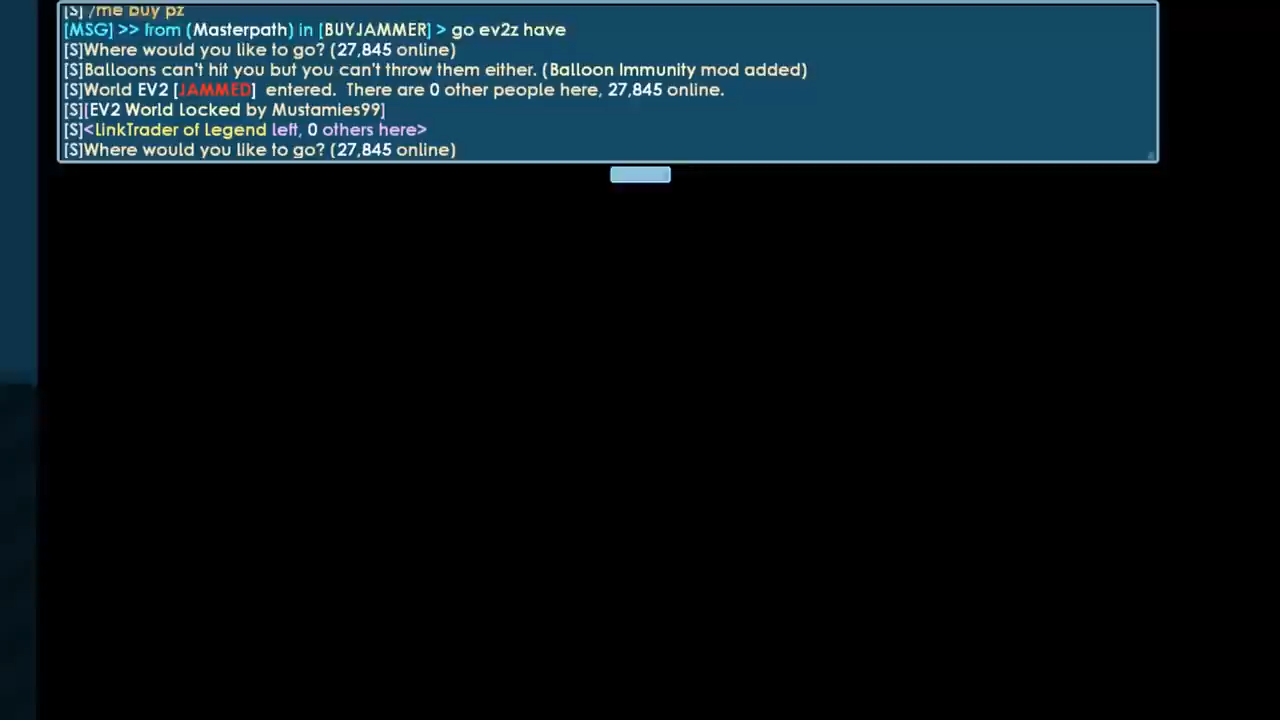 [S] /me buy pz
[MSG] >> from (Masterpath) in [BUYJAMMER] > go ev2z have
[S]Where would you like to go? (27,845 online)
[S]Balloons can't hit you but you can't throw them either. (Balloon Immunity mod added)
[S]World EV2 [JAMMED]  entered.  There are 0 other people here, 27,845 online.
[S][EV2 World Locked by Mustamies99]
[S]<LinkTrader of Legend left, 0 others here>
[S]Where would you like to go? (27,845 online)